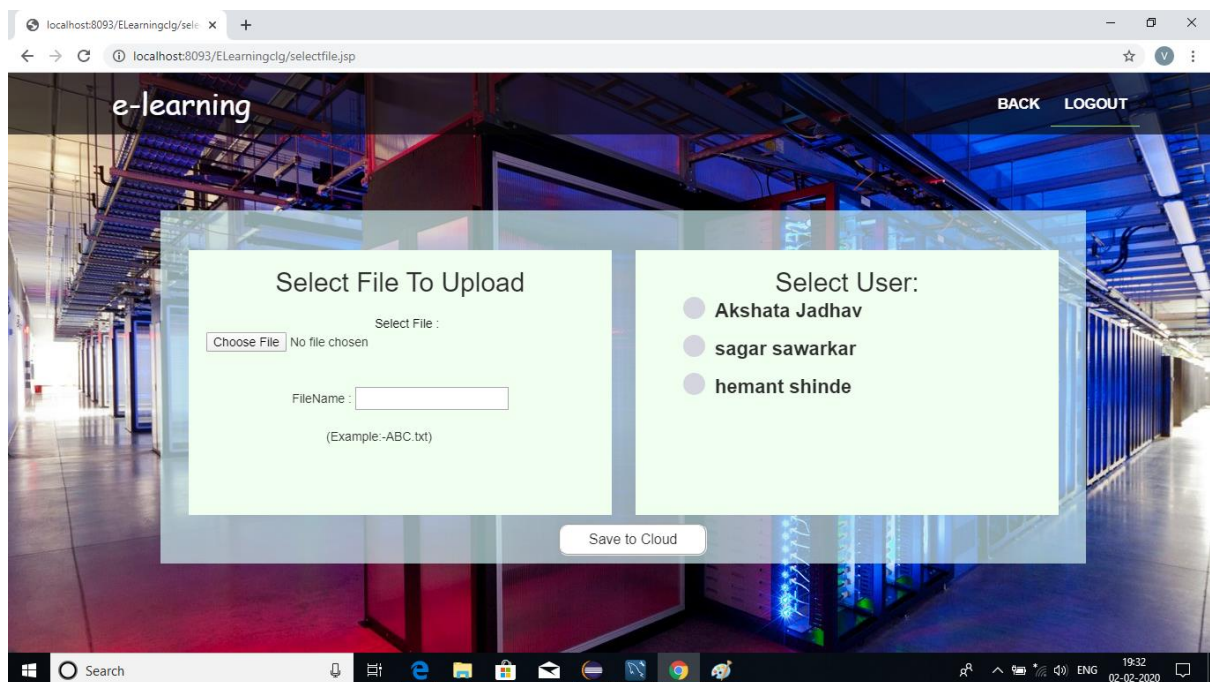 localhost:8093/ELearningclg/sele
localhost:8093/ELearningclg/selectfile.jsp
V
e-learning
BACK LOGOUT
Select File To Upload
Select File :
Choose File No file chosen
FileName :
(Example:-ABC.txt)
Select User:
Akshata Jadhav
sagar sawarkar
hemant shinde
Save to Cloud
Search
ENG
19:32
02-02-2020